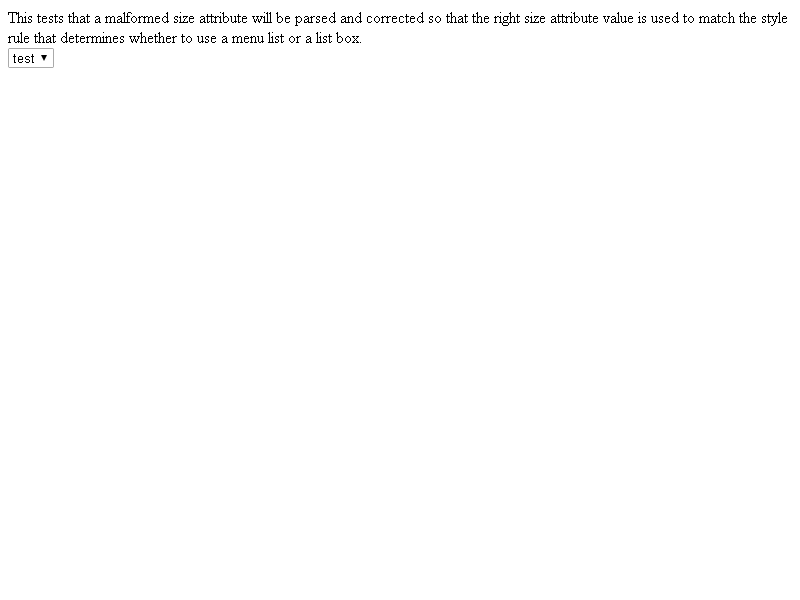 This tests that a malformed size attribute will be parsed and corrected so that the right size attribute value is used to match the style
rule that determines whether to use a menu list or a list box.
test